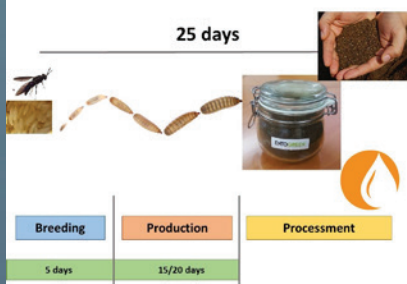 25 days
Breeding
Production
Processment
5 days
15/20 days